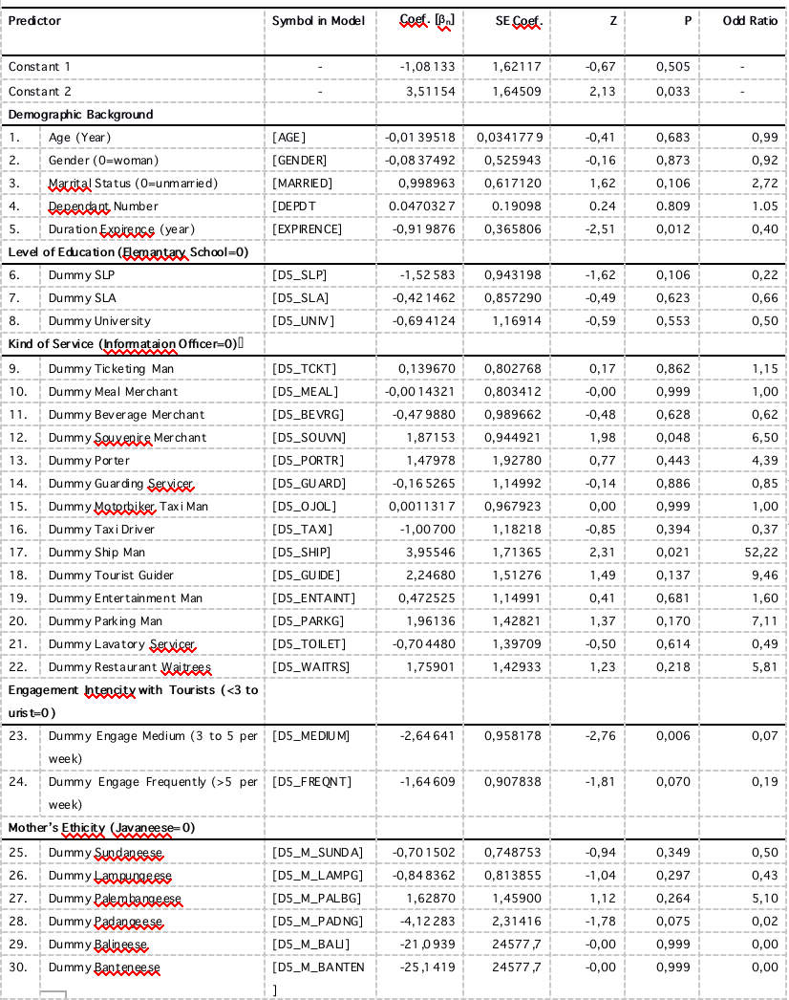 Predictor Symbol in Model Coef. [βn] SE Coef. Z P Odd Ratio
Constant 1 - -1,08133 1,62117 -0,67 0,505 -
Constant 2 - 3,51154 1,64509 2,13 0,033 -
Demographic Background
1. Age (Year) [AGE] -0,0139518 0,0341779 -0,41 0,683 0,99
2. Gender (0=woman) [GENDER] -0,0837492 0,525943 -0,16 0,873 0,92
3. Marrital Status (0=unmarried) [MARRIED] 0,998963 0,617120 1,62 0,106 2,72
4. Dependant Number [DEPDT 0.0470327 0.19098 0.24 0.809 1.05
5. Duration Expirence (year) [EXPIRENCE] -0,919876 0,365806 -2,51 0,012 0,40
Level of Education (Elemantary School=0)
6. Dummy SLP [D5_SLP] -1,52583 0,943198 -1,62 0,106 0,22
7. Dummy SLA [D5_SLA] -0,421462 0,857290 -0,49 0,623 0,66
8. Dummy University [D5_UNIV] -0,694124 1,16914 -0,59 0,553 0,50
Kind of Service (Informataion Officer=0)
9. Dummy Ticketing Man [D5_TCKT] 0,139670 0,802768 0,17 0,862 1,15
10. Dummy Meal Merchant [D5_MEAL] -0,0014321 0,803412 -0,00 0,999 1,00
11. Dummy Beverage Merchant [D5_BEVRG] -0,479880 0,989662 -0,48 0,628 0,62
12. Dummy Souvenire Merchant [D5_SOUVN] 1,87153 0,944921 1,98 0,048 6,50
13. Dummy Porter [D5_PORTR] 1,47978 1,92780 0,77 0,443 4,39
14. Dummy Guarding Servicer [D5_GUARD] -0,165265 1,14992 -0,14 0,886 0,85
15. Dummy Motorbiker Taxi Man [D5_OJOL] 0,0011317 0,967923 0,00 0,999 1,00
16. Dummy Taxi Driver [D5_TAXI] -1,00700 1,18218 -0,85 0,394 0,37
17. Dummy Ship Man [D5_SHIP] 3,95546 1,71365 2,31 0,021 52,22
18. Dummy Tourist Guider [D5_GUIDE] 2,24680 1,51276 1,49 0,137 9,46
19. Dummy Entertainment Man [D5_ENTAINT] 0,472525 1,14991 0,41 0,681 1,60
20. Dummy Parking Man [D5_PARKG] 1,96136 1,42821 1,37 0,170 7,11
21. Dummy Lavatory Servicer [D5_TOILET] -0,704480 1,39709 -0,50 0,614 0,49
22. Dummy Restaurant Waitrees [D5_WAITRS] 1,75901 1,42933 1,23 0,218 5,81
Engagement Intencity with Tourists (<3 to
urist=0)
23. Dummy Engage Medium (3 to 5 per [D5_MEDIUM] -2,64641 0,958178 -2,76 0,006 0,07
week)
24. Dummy Engage Frequently (>5 per [D5_FREQNT] -1,64609 0,907838 -1,81 0,070 0,19
week)
Mother's Ethicity (Javaneese=0)
25. Dummy Sundaneese [D5_M_SUNDA] -0,701502 0,748753 -0,94 0,349 0,50
26. Dummy Lampungeese [D5_M_LAMPG] -0,848362 0,813855 -1,04 0,297 0,43
27. Dummy Palembangeese [D5_M_PALBG] 1,62870 1,45900 1,12 0,264 5,10
28. Dummy Padangeese [D5_M_PADNG] -4,12283 2,31416 -1,78 0,075 0,02
29. Dummy Balineese [D5_M_BALI] -21,0939 24577,7 -0,00 0,999 0,00
30. Dummy Banteneese [D5_M_BANTEN -25,1419 24577,7 -0,00 0,999 0,00
]